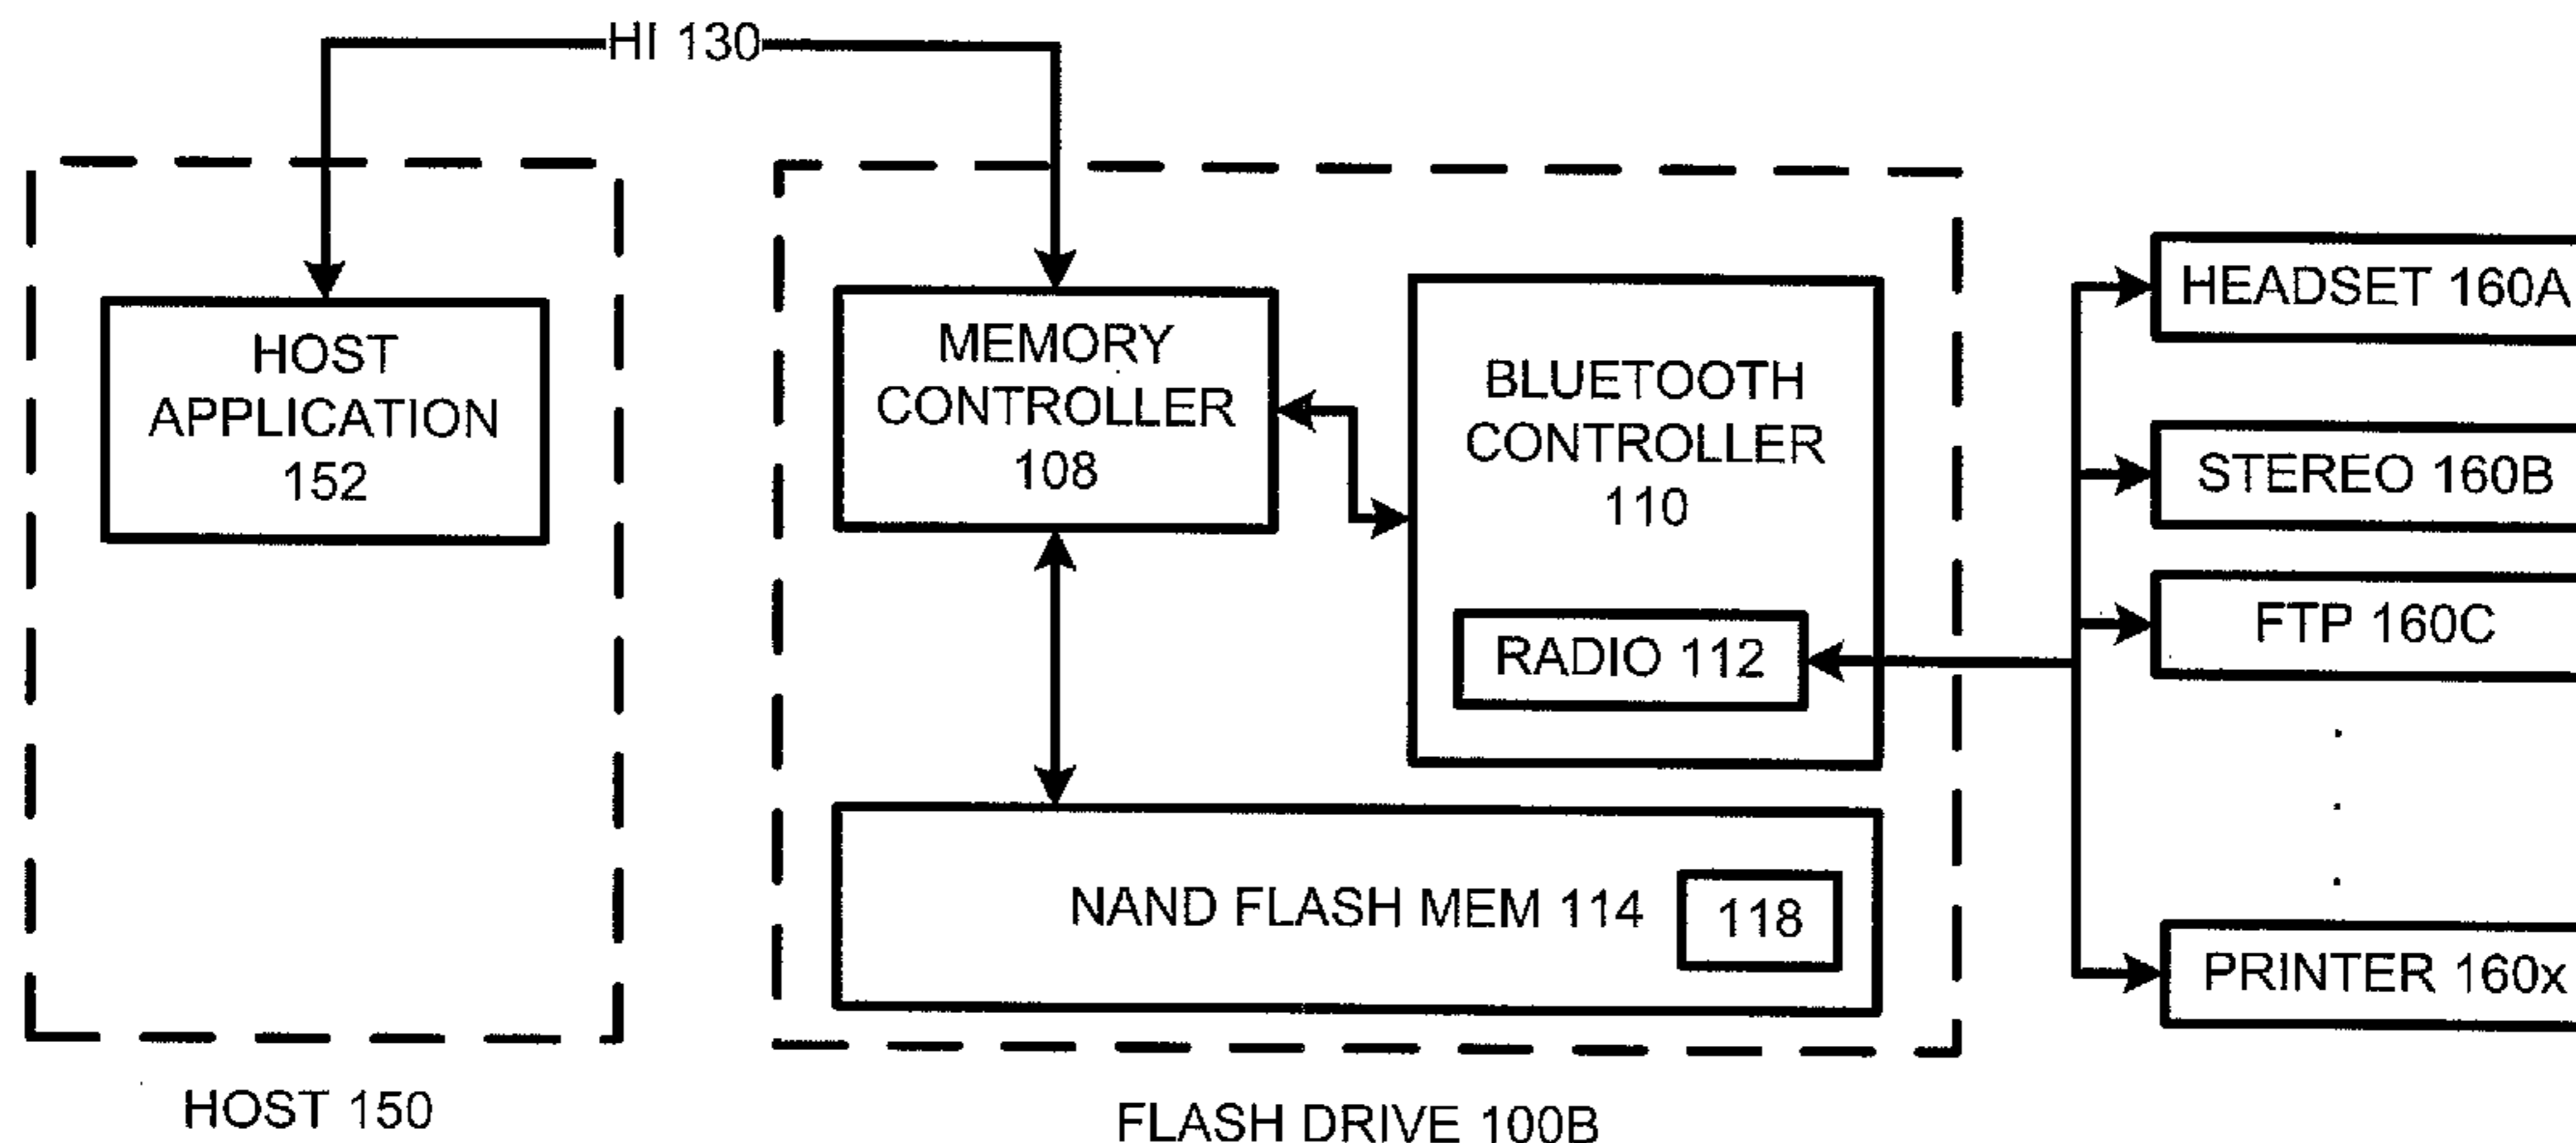 HI 130
HOST
APPLICATION
152
MEMORY
CONTROLLER
108
BLUETOOTH
CONTROLLER
110
RADIO 112
NAND FLASH MEM 114
118
HEADSET 160A
STEREO 160B
FTP 160C
PRINTER 160x
HOST 150
FLASH DRIVE 100B